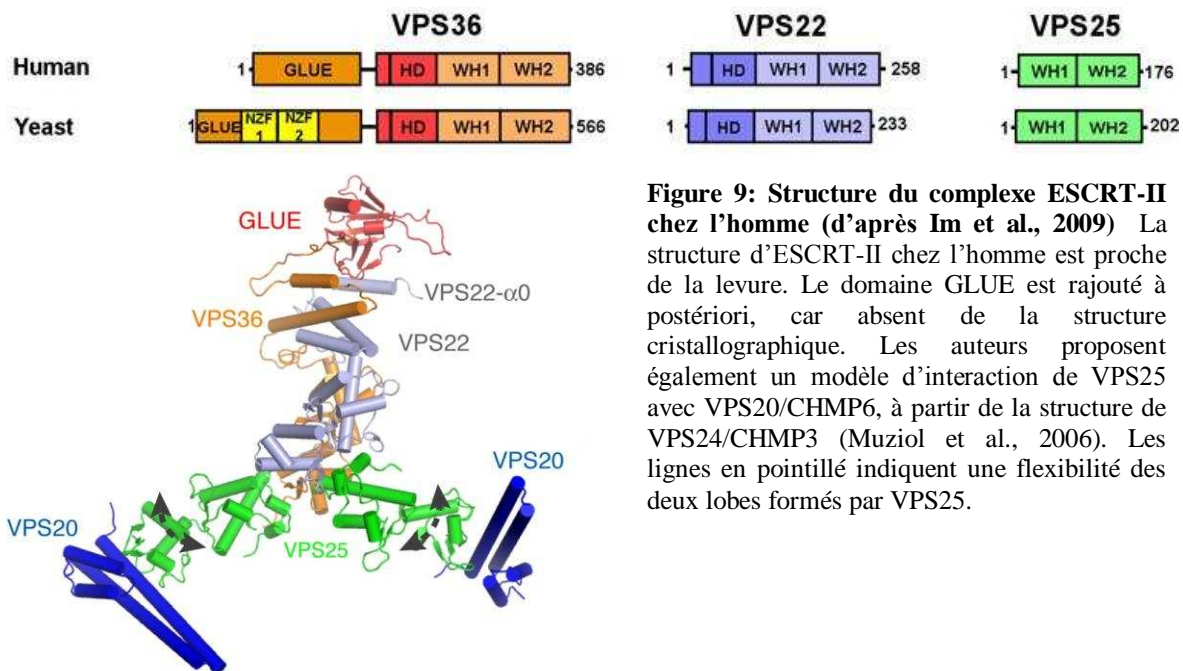 VPS36 VPS22 VPS25
Human 1 GLUE HD WH1 WH2 386 1 HD WH1 WH2 258 1 WH1 WH2 176
Yeast 1 GLUE NZF 1 NZF 2 HD WH1 WH2 566 1 HD WH1 WH2 233 1 WH1 WH2 202
GLUE
VPS22-α0
VPS36
VPS22
VPS20
VPS20
VPS25
Figure 9: Structure du complexe ESCRT-II
chez l’homme (d’après Im et al., 2009) La
structure d’ESCRT-II chez l’homme est proche
de la levure. Le domaine GLUE est rajouté à
postériori, car absent de la structure
cristallographique. Les auteurs proposent
également un modèle d’interaction de VPS25
avec VPS20/CHMP6, à partir de la structure de
VPS24/CHMP3 (Muziol et al., 2006). Les
lignes en pointillé indiquent une flexibilité des
deux lobes formés par VPS25.